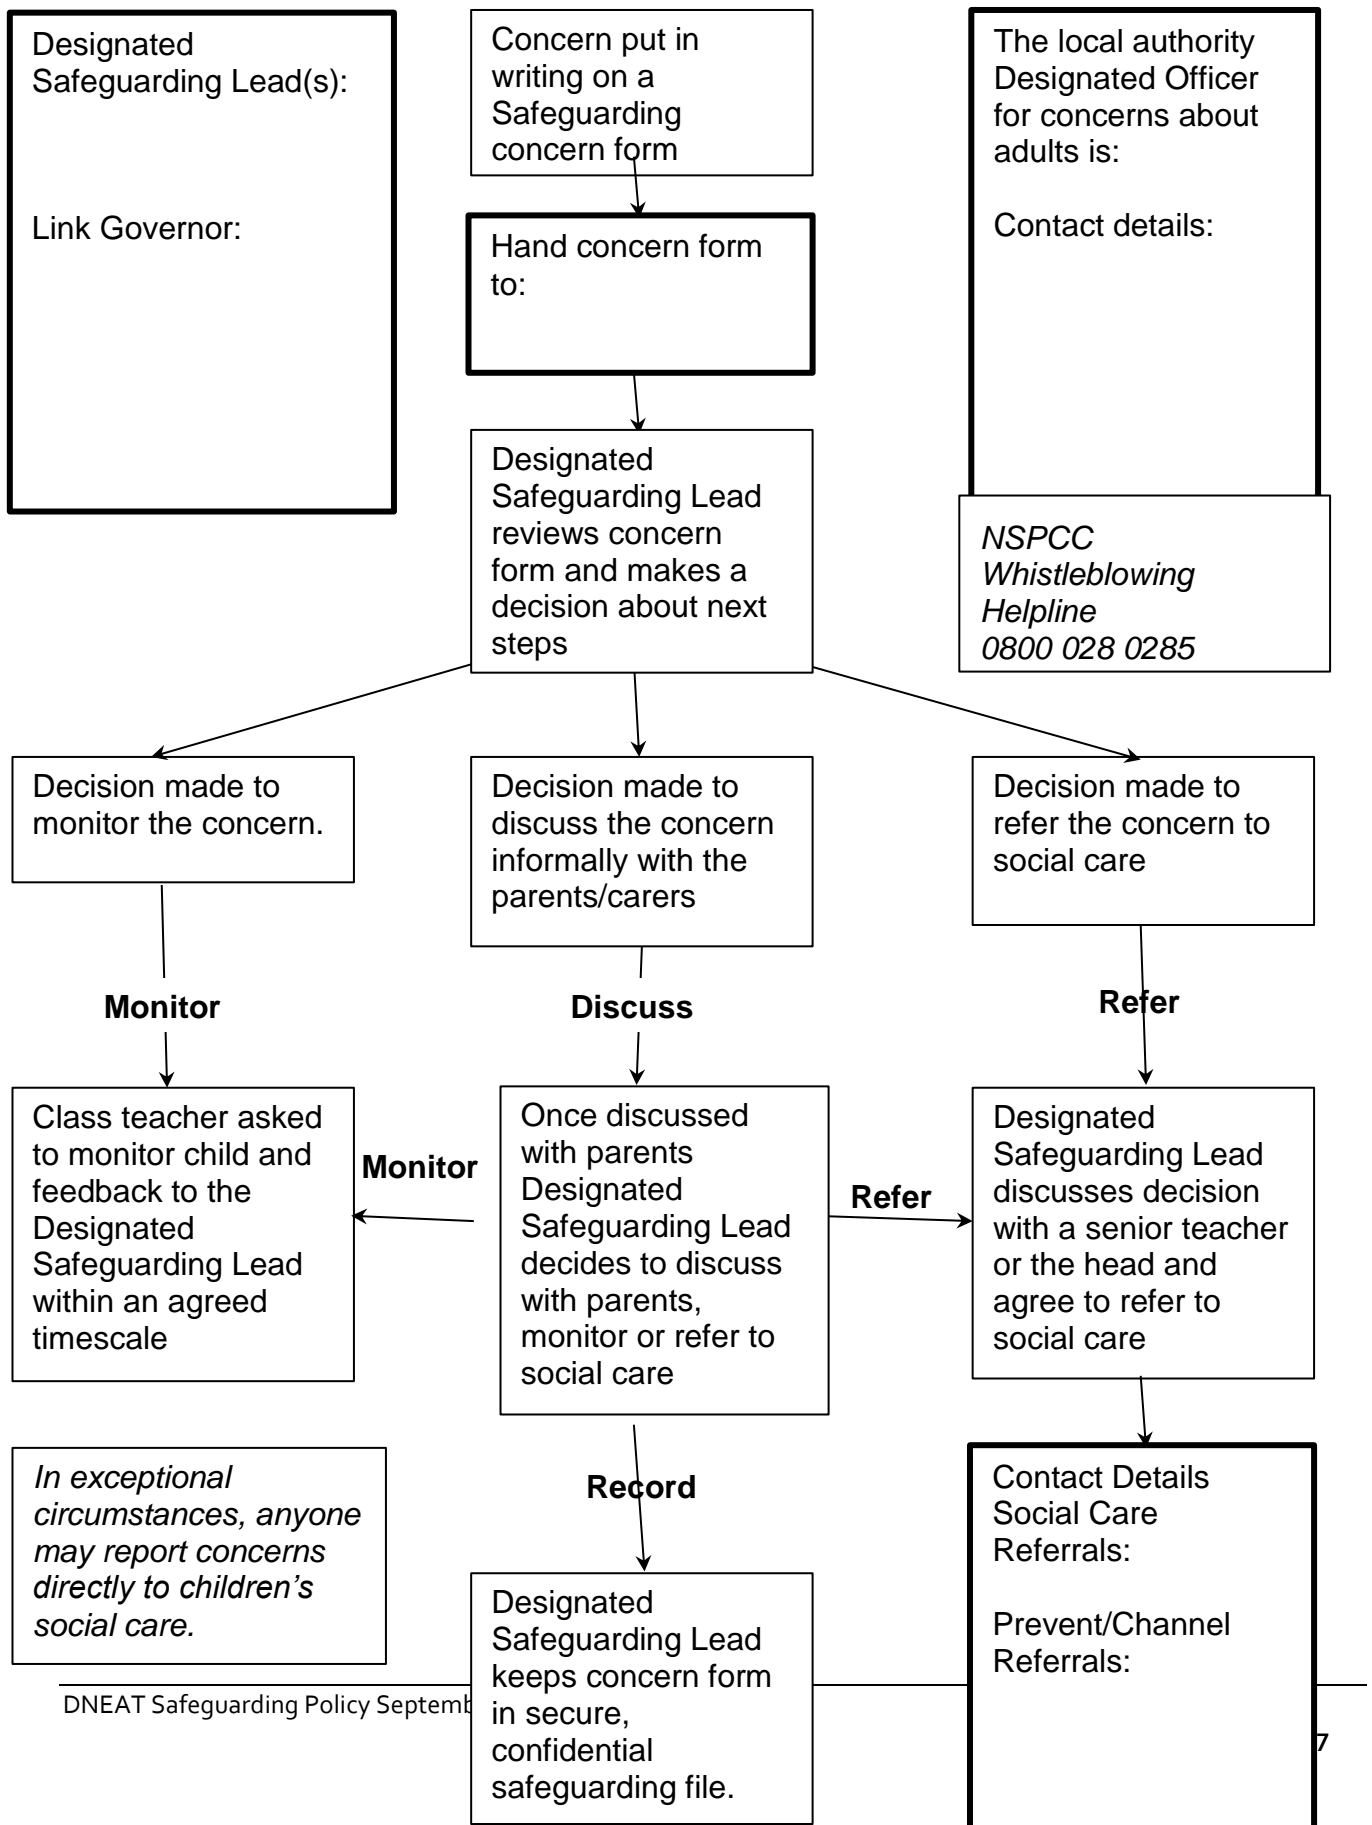 Designated
Safeguarding Lead(s):
Link Governor:
Concern put in
writing on a
Safeguarding
concern form
The local authority
Designated Officer
for concerns about
adults is:
Contact details:
Hand concern form
to:
Designated
Safeguarding Lead
reviews concern
form and makes a
decision about next
steps
NSPCC
Whistleblowing
Helpline
0800 028 0285
Decision made to
monitor the concern.
Decision made to
discuss the concern
informally with the
parents/carers
Decision made to
refer the concern to
social care
Monitor
Discuss
Refer
Class teacher asked
to monitor child and
feedback to the
Designated
Safeguarding Lead
within an agreed
timescale
Monitor
Once discussed
with parents
Designated
Safeguarding Lead
decides to discuss
with parents,
monitor or refer to
social care
Refer
Designated
Safeguarding Lead
discusses decision
with a senior teacher
or the head and
agree to refer to
social care
In exceptional
circumstances, anyone
may report concerns
directly to children’s
social care.
Record
Designated
Safeguarding Lead
keeps concern form
in secure,
confidential
safeguarding file.
Contact Details
Social Care
Referrals:
Prevent/Channel
Referrals:
DNEAT Safeguarding Policy Septemb
7